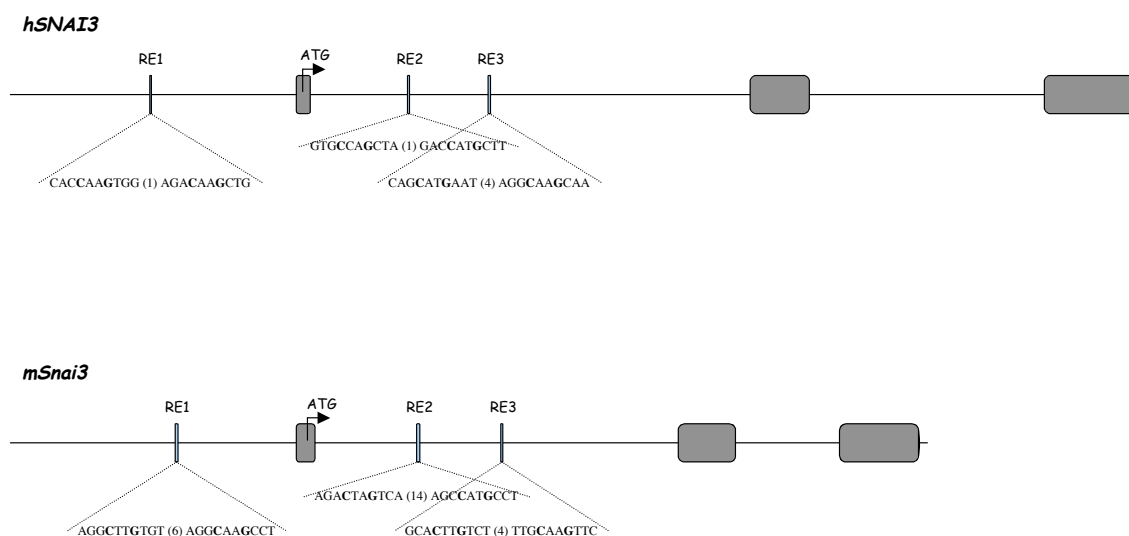 hSNAI3
ATG
RE1 RE2 RE3
GTGCCAGCTA (1) GACCATGCTT
CACCAAGTGG (1) AGACAAGCTG CAGCATGAAT (4) AGGCAAGCAA
mSnai3
ATG
RE1 RE2 RE3
AGACTAGTCA (14) AGCCATGCCT
AGGCTTGTGT (6) AGGCAAGCCT GCACTTGTCT (4) TTGCAAGTTC